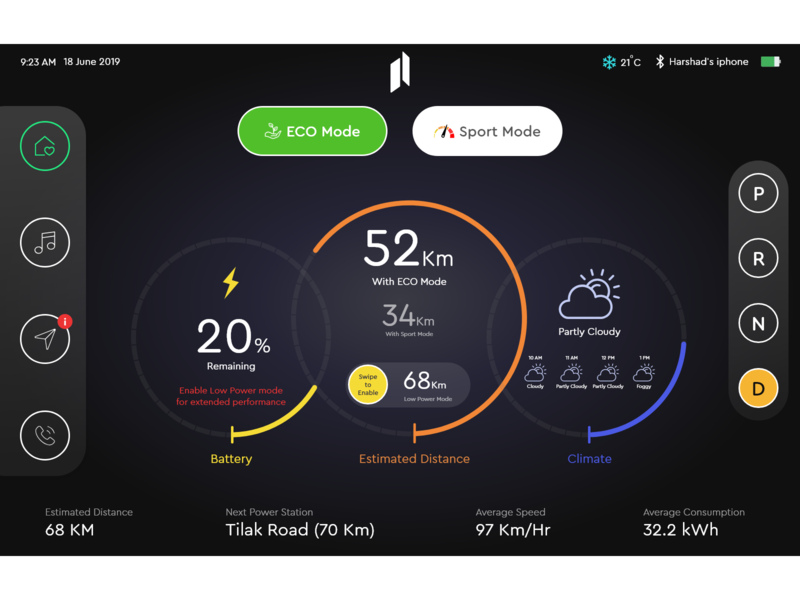 9:23 AM 18 June 2019
21°C
Harshad's iphone
ECO Mode
Sport Mode
i
P
R
N
D
20%
Remaining
Enable Low Power mode
for extended performance
Battery
52Km
With ECO Mode
34Km
With Sport Mode
Swipe
to
Enable
68Km
Low Power Mode
Estimated Distance
Partly Cloudy
10 AM 11 AM 12 PM 1 PM
Cloudy Partly Cloudy Partly Cloudy Foggy
Climate
Estimated Distance
68 KM
Next Power Station
Tilak Road (70 Km)
Average Speed
97 Km/Hr
Average Consumption
32.2 kWh